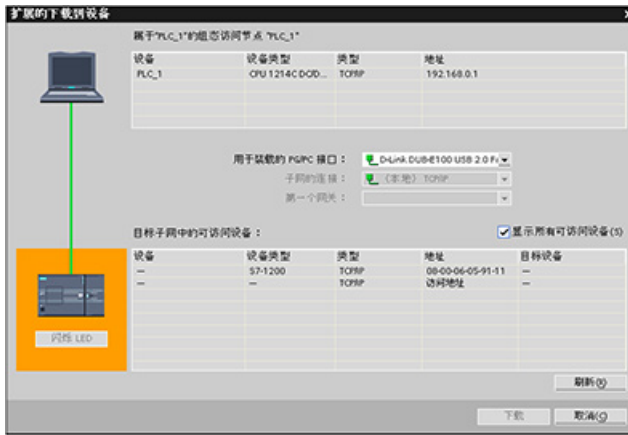 扩展的下载到设备
属于"PLC_1"的组态访问节点 "PLC_1"
设备 设备类型 类型 地址
PLC_1 CPU 1214C DC/D... TCP/IP 192.168.0.1
用于装载的 PG/PC 接口： D-Link DUB-E100 USB 2.0 Fa
子网的连接： （本地） TCP/IP
第一个网关：
目标子网中的可访问设备： 显示所有可访问设备(S)
设备 设备类型 类型 地址 目标设备
— S7-1200 TCP/IP 08-00-06-05-91-11 —
— — TCP/IP 访问地址 —
闪烁 LED
刷新(R)
下载 取消(C)